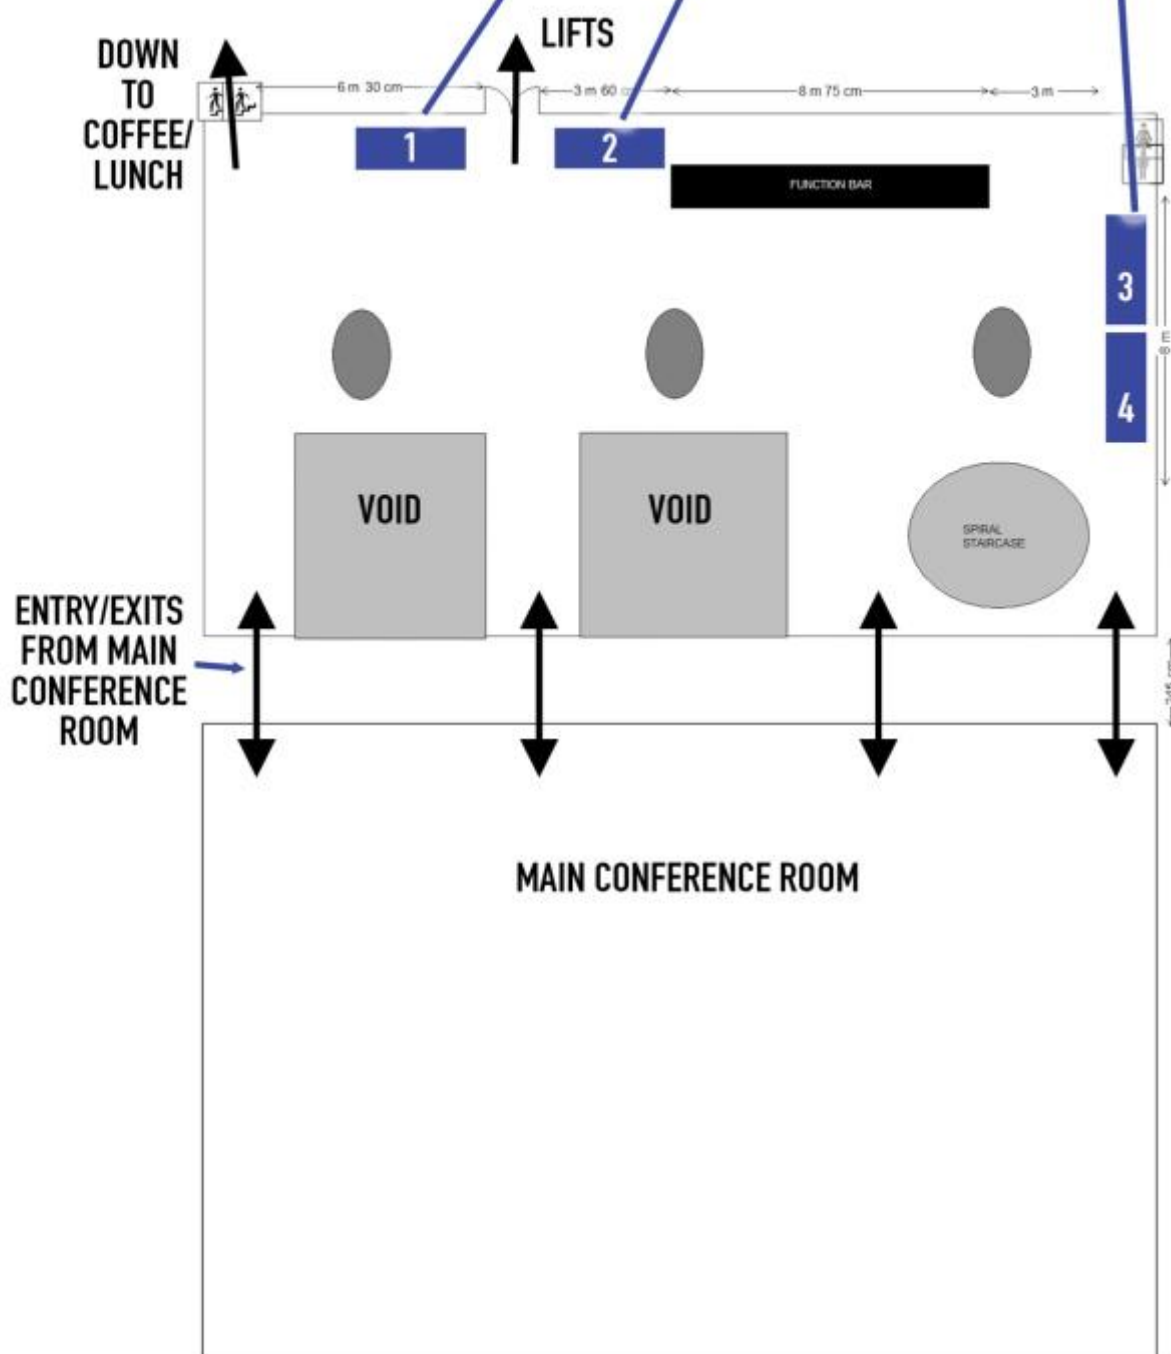 LIFTS
DOWN
TO
COFFEE/
LUNCH
6 m 30 cm
3 m 60
8 m 75 cm
3 m
1
2
FUNCTION BAR
3
8 m
4
VOID
VOID
SPIRAL
STAIRCASE
ENTRY/EXITS
FROM MAIN
CONFERENCE
ROOM
MAIN CONFERENCE ROOM